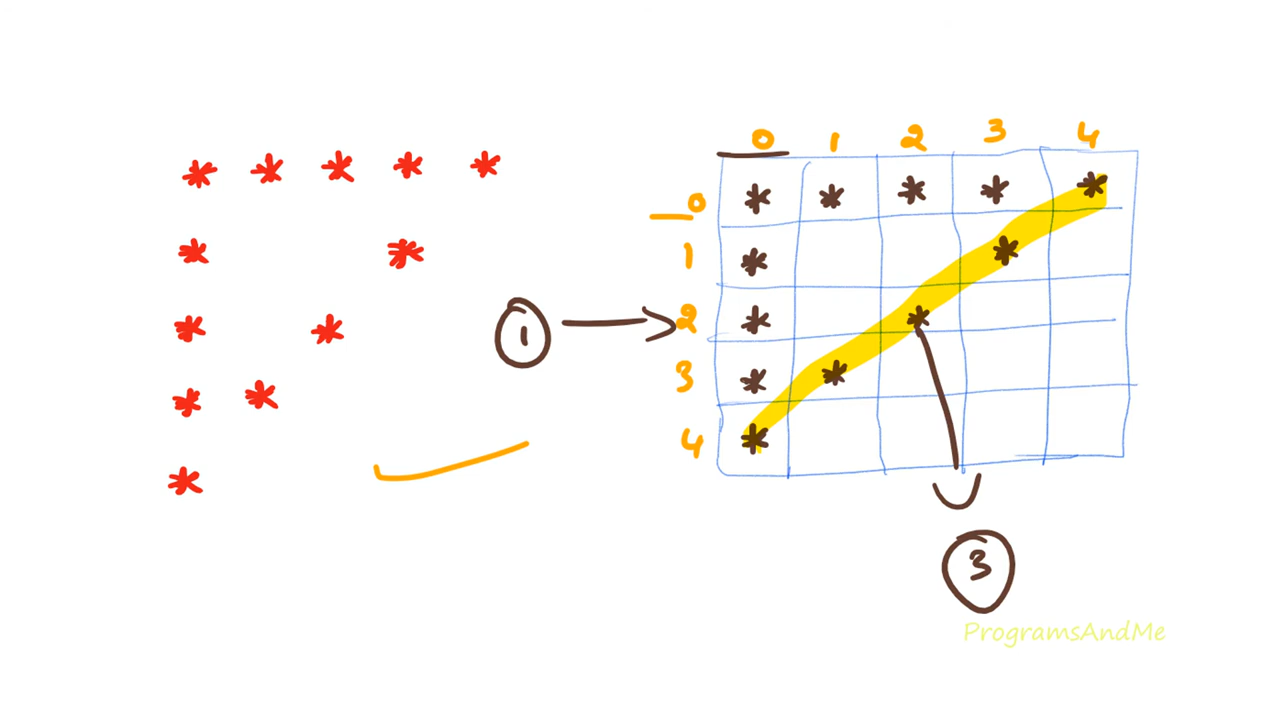 * * * * *
* *
* *
* *
*
1
0 1 2 3 4
0 * * * * *
1 * *
2 * *
3 * *
4 *
3
ProgramsAndMe